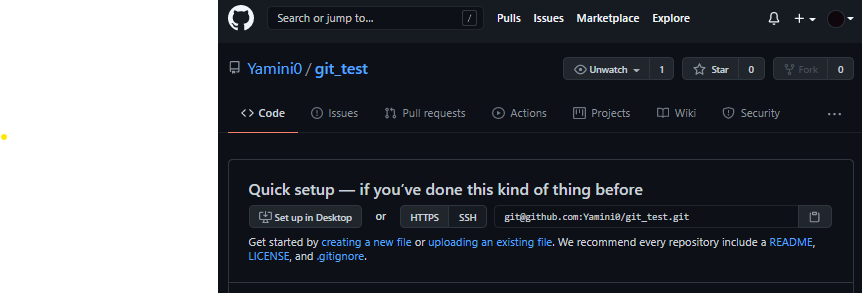 Search or jump to... /
Pulls Issues Marketplace Explore
Yamini0 / git_test
Unwatch 1 Star 0 Fork 0
Code Issues Pull requests Actions Projects Wiki Security ...
Quick setup — if you’ve done this kind of thing before
Set up in Desktop or HTTPS SSH git@github.com:Yamini0/git_test.git
Get started by creating a new file or uploading an existing file. We recommend every repository include a README,
LICENSE, and .gitignore.